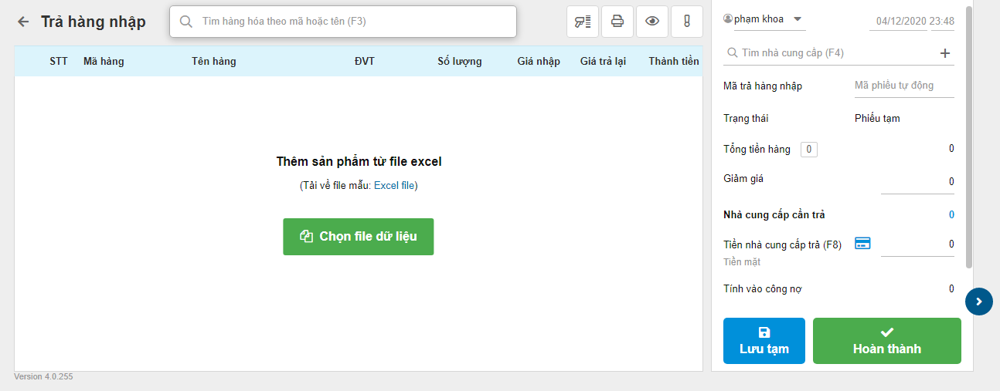 Trả hàng nhập
Tìm hàng hóa theo mã hoặc tên (F3)
STT Mã hàng Tên hàng ĐVT Số lượng Giá nhập Giá trả lại Thành tiền
Thêm sản phẩm từ file excel
(Tải về file mẫu: Excel file)
Chọn file dữ liệu
Version 4.0.255
phạm khoa 04/12/2020 23:48
Tìm nhà cung cấp (F4)
Mã trả hàng nhập Mã phiếu tự động
Trạng thái Phiếu tạm
Tổng tiền hàng 0 0
Giảm giá 0
Nhà cung cấp cần trả 0
Tiền nhà cung cấp trả (F8) 0
Tiền mặt
Tính vào công nợ 0
Lưu tạm Hoàn thành